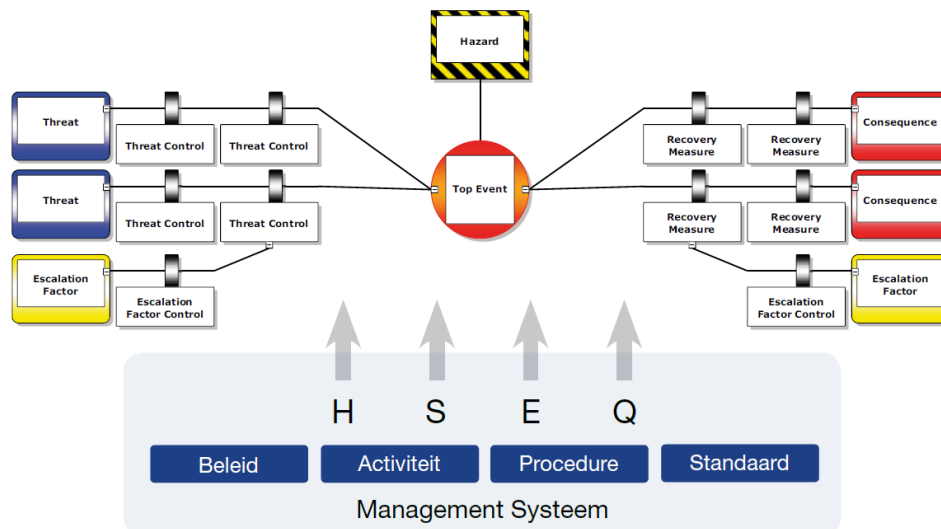 Hazard
Threat
Threat Control
Threat Control
Top Event
Recovery
Measure
Recovery
Measure
Consequence
Threat
Threat Control
Threat Control
Recovery
Measure
Recovery
Measure
Consequence
Escalation
Factor
Escalation
Factor Control
Escalation
Factor Control
Escalation
Factor
H S E Q
Beleid Activiteit Procedure Standaard
Management Systeem